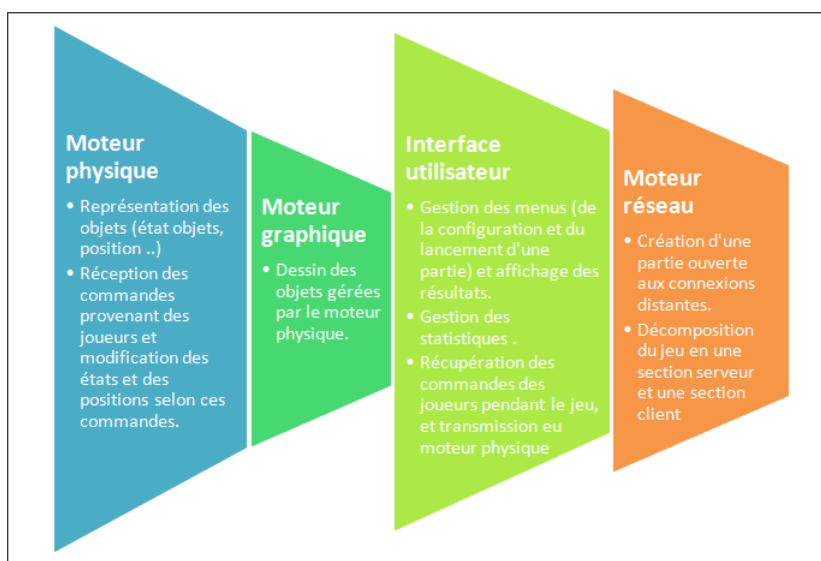 Moteur
physique
• Représentation des
objets (état objets,
position ..)
• Réception des
commandes
provenant des
joueurs et
modification des
états et des
positions selon ces
commandes.
Moteur
graphique
• Dessin des
objets gérées
par le moteur
physique.
Interface
utilisateur
• Gestion des menus (de
la configuration et du
lancement d'une
partie) et affichage des
résultats.
• Gestion des
statistiques .
• Récupération des
commandes des
joueurs pendant le jeu,
et transmission eu
moteur physique
Moteur
réseau
• Création d'une
partie ouverte
aux connexions
distantes.
• Décomposition
du jeu en une
section serveur
et une section
client